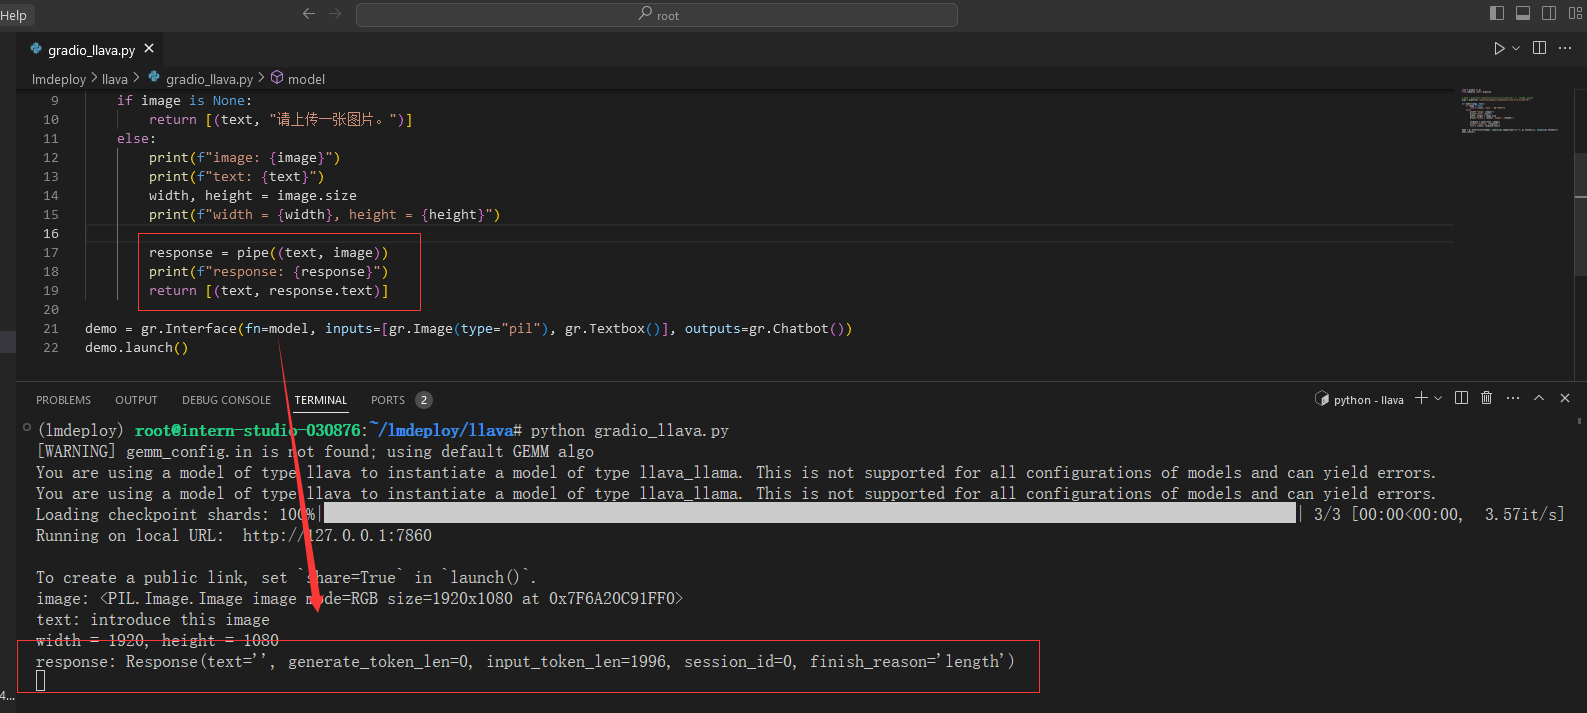 Help
root
gradio_llava.py
lmdeploy > llava > gradio_llava.py > model
9 if image is None:
10 return [(text, "请上传一张图片。")]
11 else:
12 print(f"image: {image}")
13 print(f"text: {text}")
14 width, height = image.size
15 print(f"width = {width}, height = {height}")
16
17 response = pipe((text, image))
18 print(f"response: {response}")
19 return [(text, response.text)]
20
21 demo = gr.Interface(fn=model, inputs=[gr.Image(type="pil"), gr.Textbox()], outputs=gr.Chatbot())
22 demo.launch()
PROBLEMS OUTPUT DEBUG CONSOLE TERMINAL PORTS 2 python - llava
(lmdeploy) root@intern-studio-030876:~/lmdeploy/llava# python gradio_llava.py
[WARNING] gemm_config.in is not found; using default GEMM algo
You are using a model of type llava to instantiate a model of type llava_llama. This is not supported for all configurations of models and can yield errors.
You are using a model of type llava to instantiate a model of type llava_llama. This is not supported for all configurations of models and can yield errors.
Loading checkpoint shards: 100%| | 3/3 [00:00<00:00, 3.57it/s]
Running on local URL: http://127.0.0.1:7860
To create a public link, set `share=True` in `launch()`.
image: <PIL.Image.Image image mode=RGB size=1920x1080 at 0x7F6A20C91FF0>
text: introduce this image
width = 1920, height = 1080
response: Response(text='', generate_token_len=0, input_token_len=1996, session_id=0, finish_reason='length')
4...